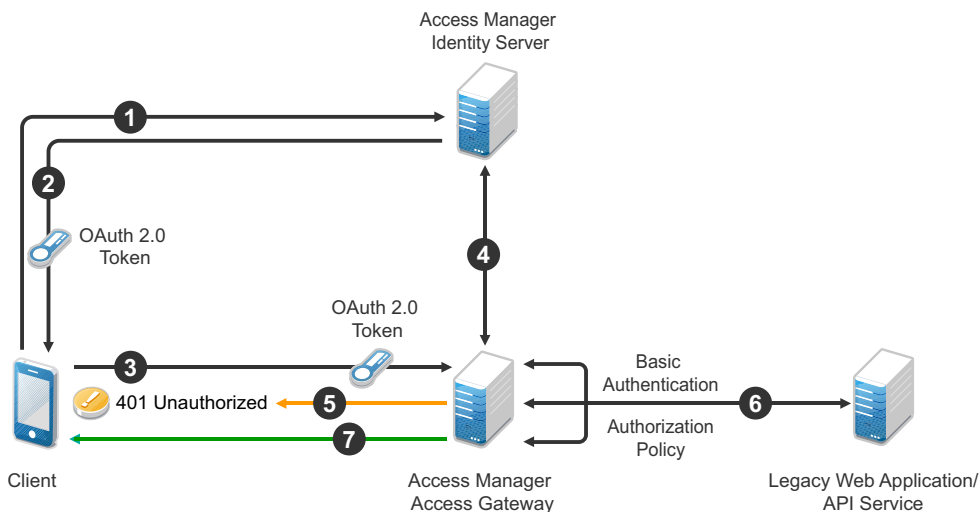 Access Manager
Identity Server
1
2
OAuth 2.0
Token
4
OAuth 2.0
Token
3
401 Unauthorized
5
7
Basic
Authentication
6
Authorization
Policy
Client
Access Manager
Access Gateway
Legacy Web Application/
API Service